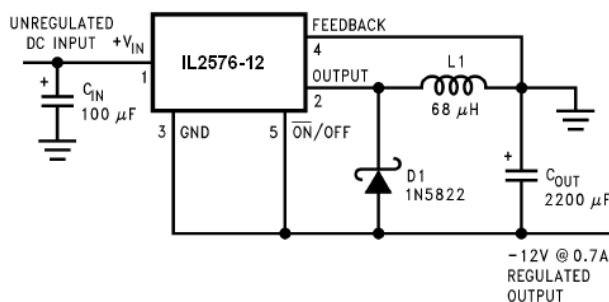 UNREGULATED
DC INPUT
+VIN
1
CIN
100 µF
+
IL2576-12
FEEDBACK
4
OUTPUT
2
3 GND
5 ON/OFF
L1
68 µH
D1
1N5822
+
COUT
2200 µF
−12V @ 0.7A
REGULATED
OUTPUT